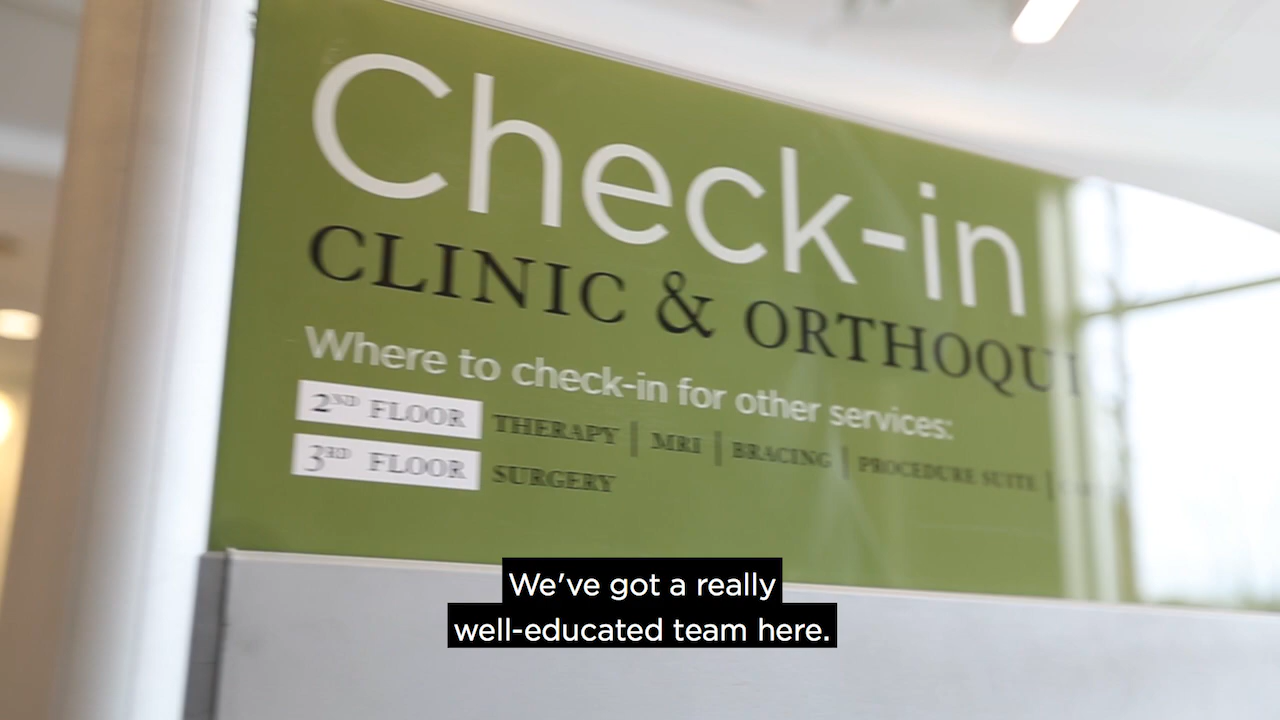 Check-in
CLINIC & ORTHOQUI
Where to check-in for other services:
2ND FLOOR THERAPY | MRI | BRACING | PROCEDURE SUITE |
3RD FLOOR SURGERY
We've got a really
well-educated team here.